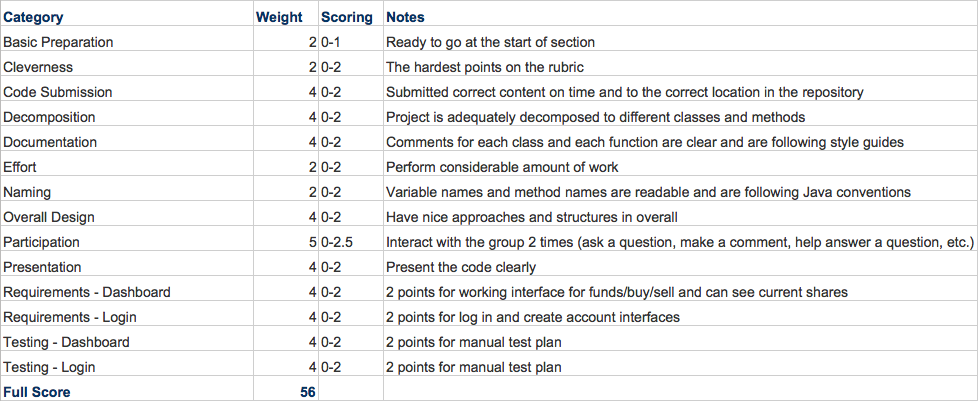 Category Weight Scoring Notes
Basic Preparation 2 0-1 Ready to go at the start of section
Cleverness 2 0-2 The hardest points on the rubric
Code Submission 4 0-2 Submitted correct content on time and to the correct location in the repository
Decomposition 4 0-2 Project is adequately decomposed to different classes and methods
Documentation 4 0-2 Comments for each class and each function are clear and are following style guides
Effort 2 0-2 Perform considerable amount of work
Naming 2 0-2 Variable names and method names are readable and are following Java conventions
Overall Design 4 0-2 Have nice approaches and structures in overall
Participation 5 0-2.5 Interact with the group 2 times (ask a question, make a comment, help answer a question, etc.)
Presentation 4 0-2 Present the code clearly
Requirements - Dashboard 4 0-2 2 points for working interface for funds/buy/sell and can see current shares
Requirements - Login 4 0-2 2 points for log in and create account interfaces
Testing - Dashboard 4 0-2 2 points for manual test plan
Testing - Login 4 0-2 2 points for manual test plan
Full Score 56